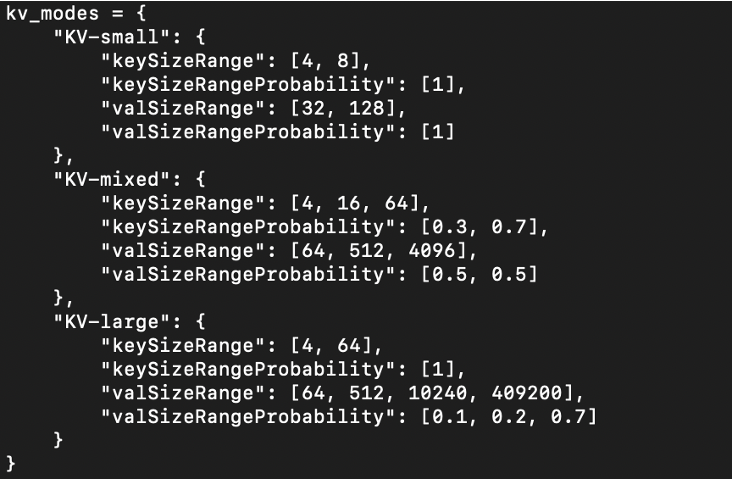 kv_modes = {
    "KV-small": {
        "keySizeRange": [4, 8],
        "keySizeRangeProbability": [1],
        "valSizeRange": [32, 128],
        "valSizeRangeProbability": [1]
    },
    "KV-mixed": {
        "keySizeRange": [4, 16, 64],
        "keySizeRangeProbability": [0.3, 0.7],
        "valSizeRange": [64, 512, 4096],
        "valSizeRangeProbability": [0.5, 0.5]
    },
    "KV-large": {
        "keySizeRange": [4, 64],
        "keySizeRangeProbability": [1],
        "valSizeRange": [64, 512, 10240, 409200],
        "valSizeRangeProbability": [0.1, 0.2, 0.7]
    }
}